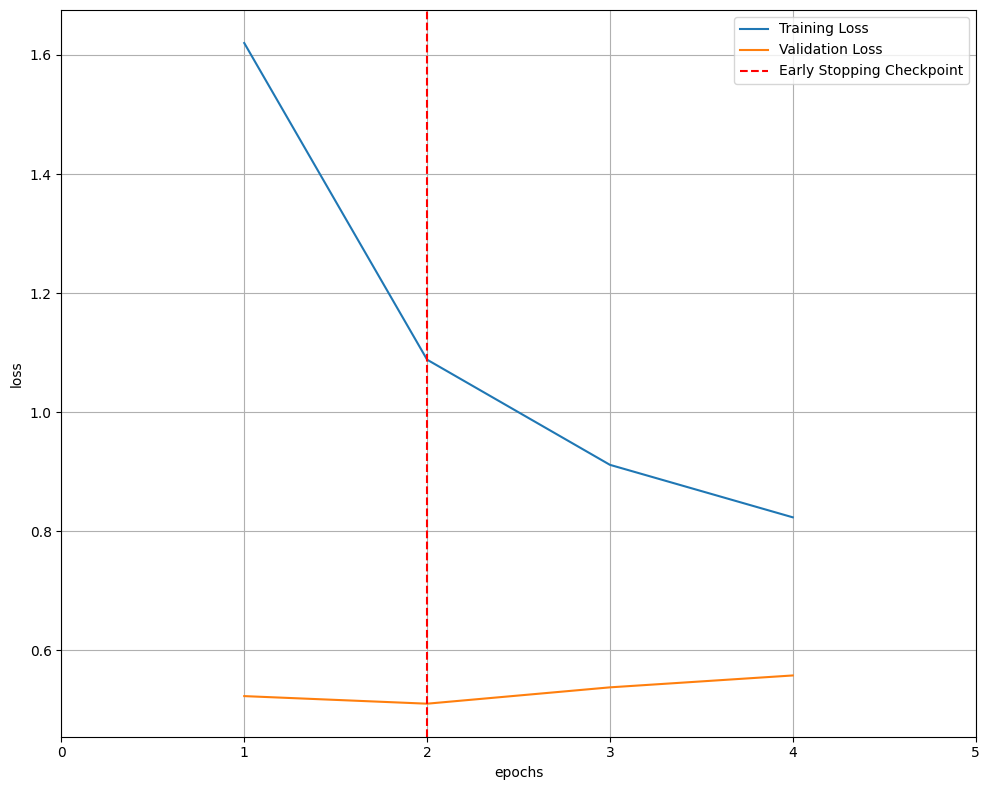 Training Loss
Validation Loss
Early Stopping Checkpoint
1.6
1.4
1.2
1.0
0.8
0.6
loss
0 1 2 3 4 5
epochs